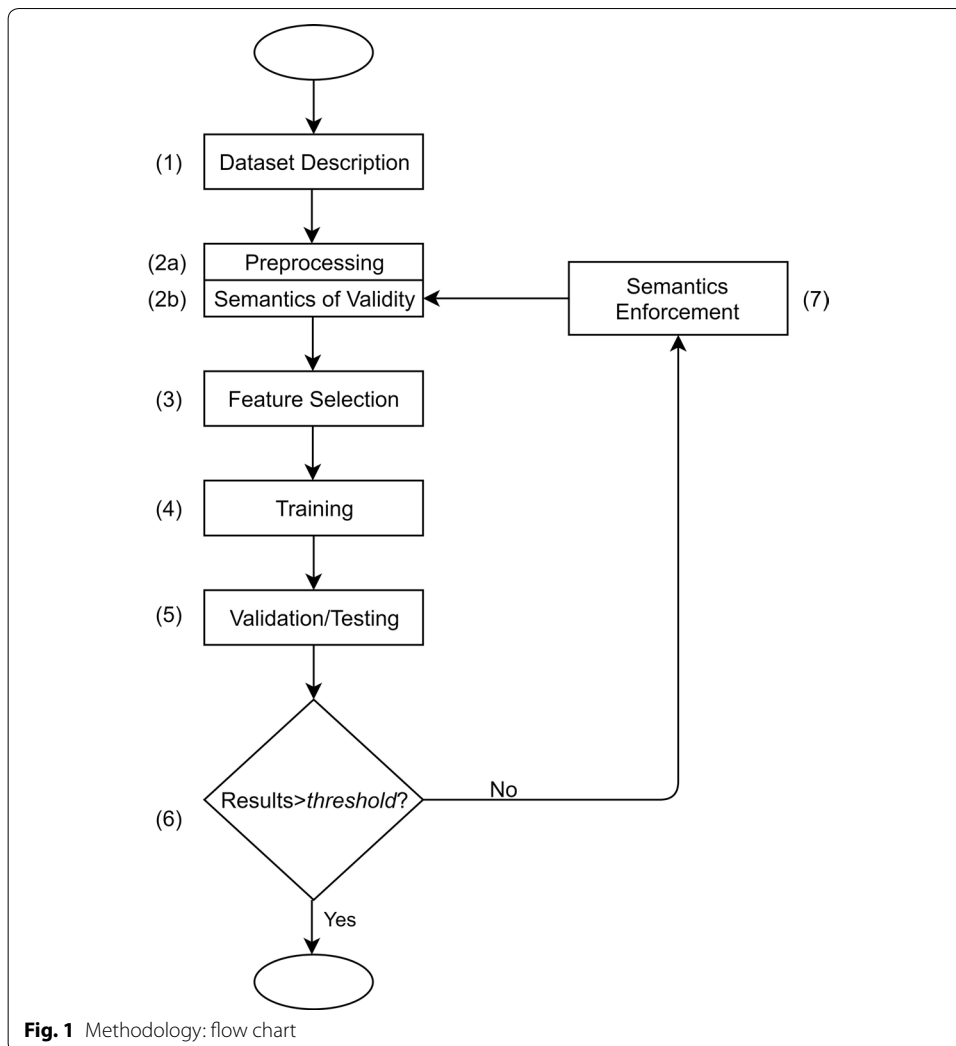 (1) Dataset Description
(2a) Preprocessing
(2b) Semantics of Validity
Semantics
Enforcement
(7)
(3) Feature Selection
(4) Training
(5) Validation/Testing
(6) Results>threshold?
No
Yes
Fig. 1 Methodology: flow chart